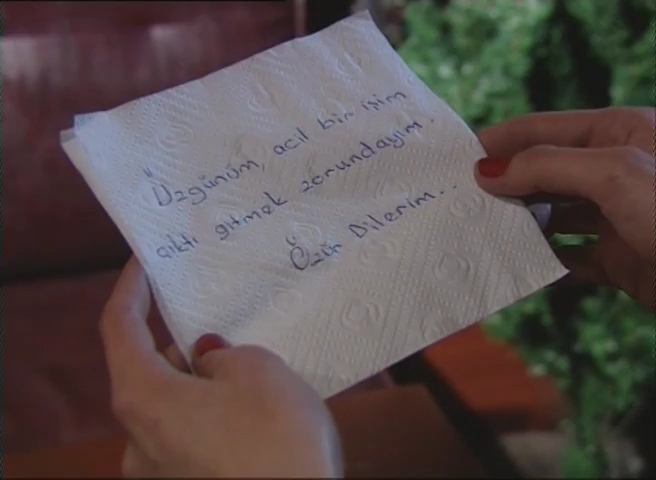 Üzgünüm, acil bir işim
çıktı gitmek zorundayım.
Özür Dilerim..